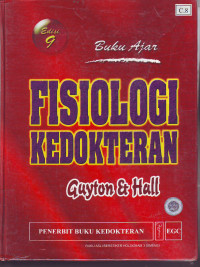 C.8
Edisi
9
Buku Ajar
FISIOLOGI
KEDOKTERAN
Guyton & Hall
PENERBIT BUKU KEDOKTERAN EGC